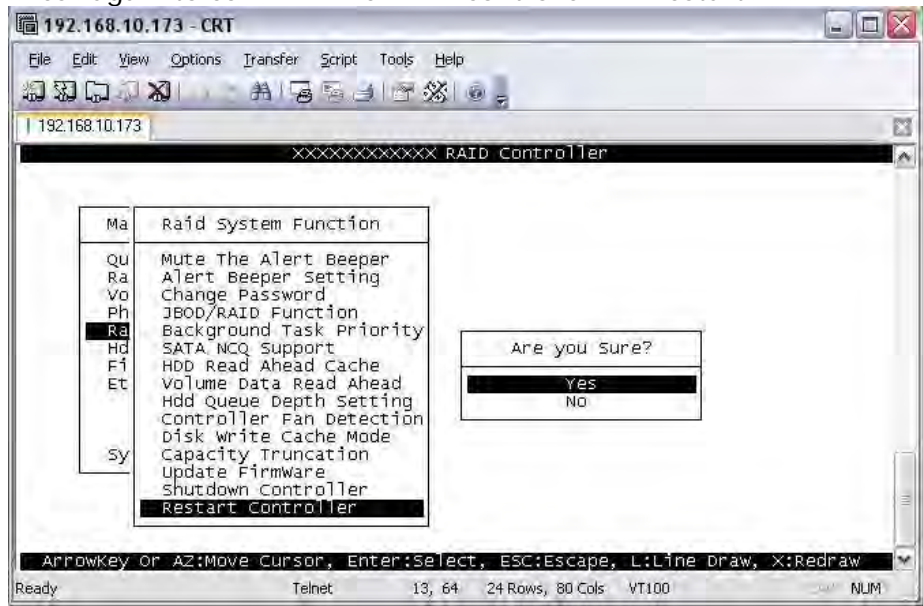 192.168.10.173 - CRT
File Edit View Options Transfer Script Tools Help
192.168.10.173
XXXXXXXXXXXX RAID Controller
Ma
Raid System Function
Qu
Mute The Alert Beeper
Ra
Alert Beeper Setting
Vo
Change Password
Ph
JBOD/RAID Function
Ra
Background Task Priority
Hd
SATA NCQ Support
Fi
HDD Read Ahead Cache
Et
Volume Data Read Ahead
Hdd Queue Depth Setting
Controller Fan Detection
Disk Write Cache Mode
Sy
Capacity Truncation
Update FirmWare
Shutdown Controller
Restart Controller
Are you Sure?
Yes
No
ArrowKey Or AZ:Move Cursor, Enter:Select, ESC:Escape, L:Line Draw, X:Redraw
Ready Telnet 13, 64 24 Rows, 80 Cols VT100 NUM